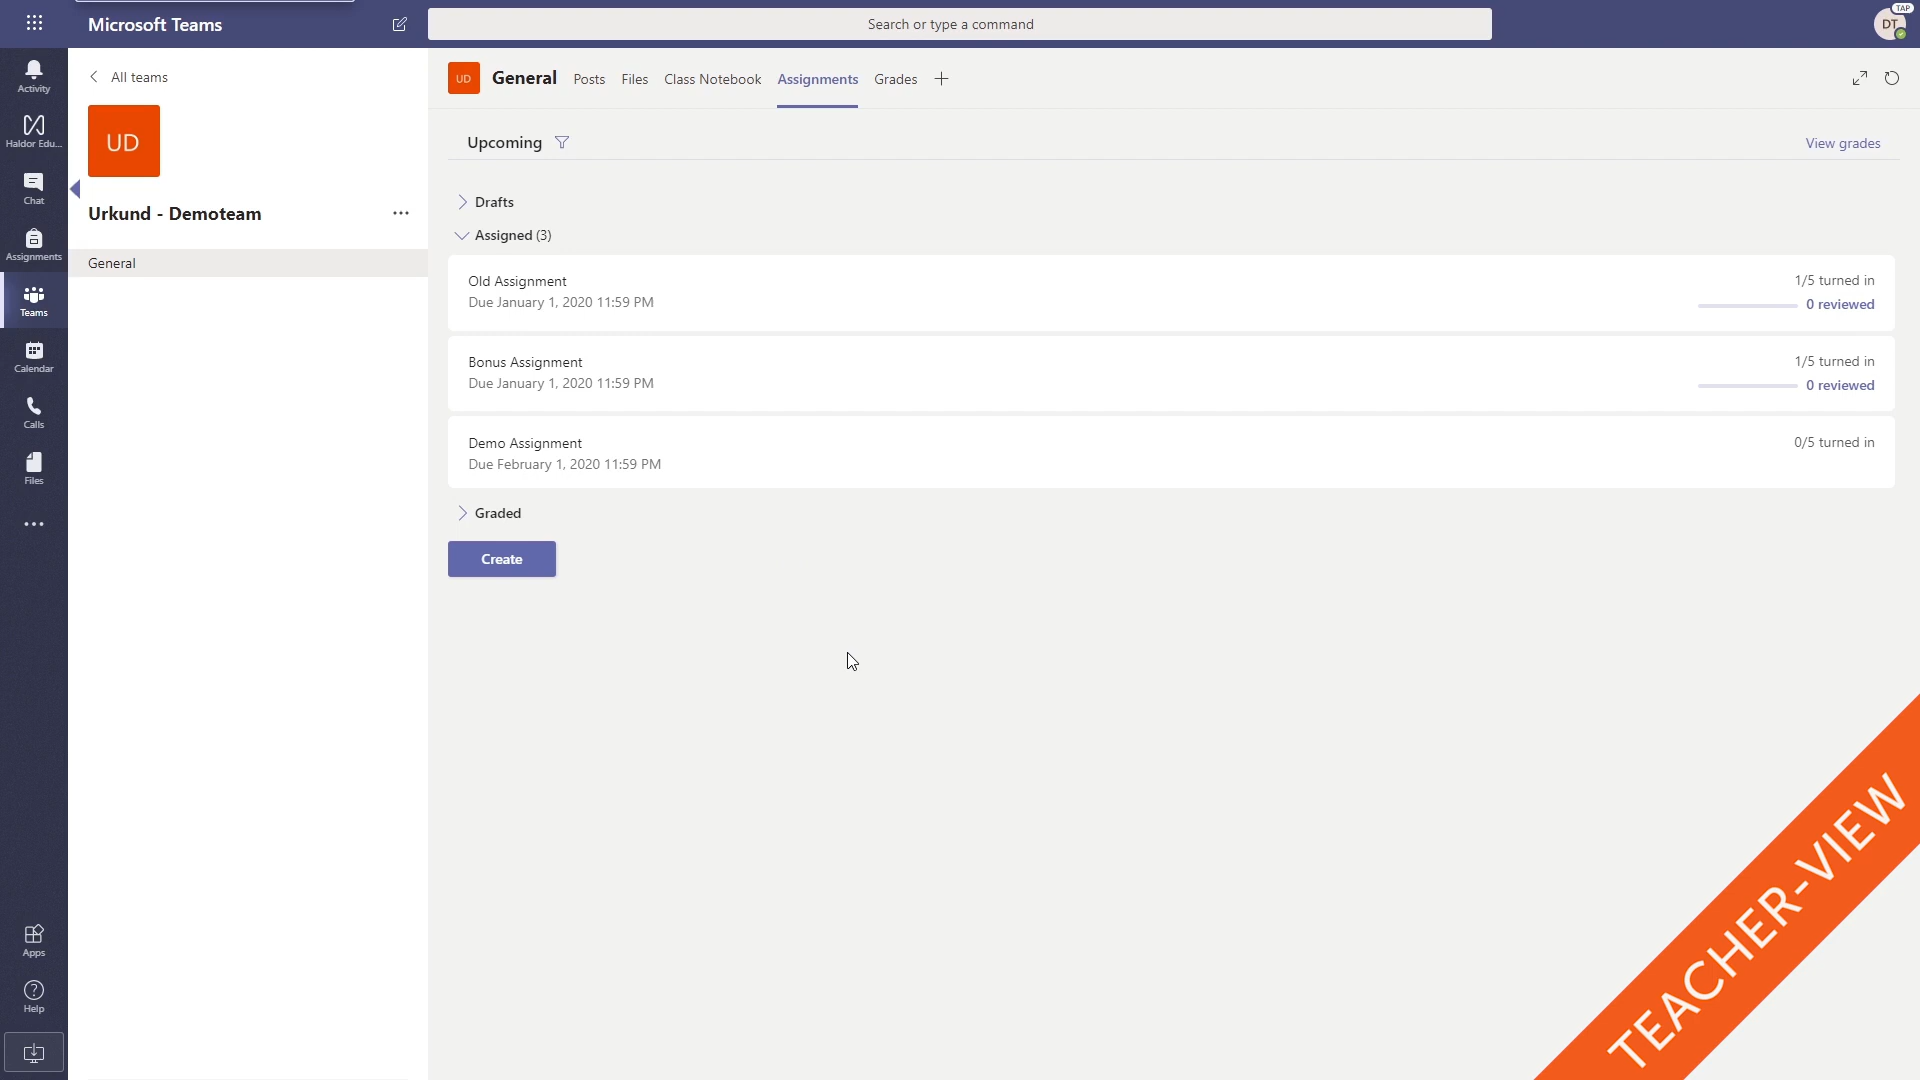 Microsoft Teams
Search or type a command
DT
TAP
Activity
Haldor Edu...
Chat
Assignments
Teams
Calendar
Calls
Files
Apps
Help
All teams
UD
Urkund - Demoteam
General
UD
General
Posts
Files
Class Notebook
Assignments
Grades
Upcoming
View grades
Drafts
Assigned (3)
Old Assignment
Due January 1, 2020 11:59 PM
1/5 turned in
0 reviewed
Bonus Assignment
Due January 1, 2020 11:59 PM
1/5 turned in
0 reviewed
Demo Assignment
Due February 1, 2020 11:59 PM
0/5 turned in
Graded
Create
TEACHER-VIEW